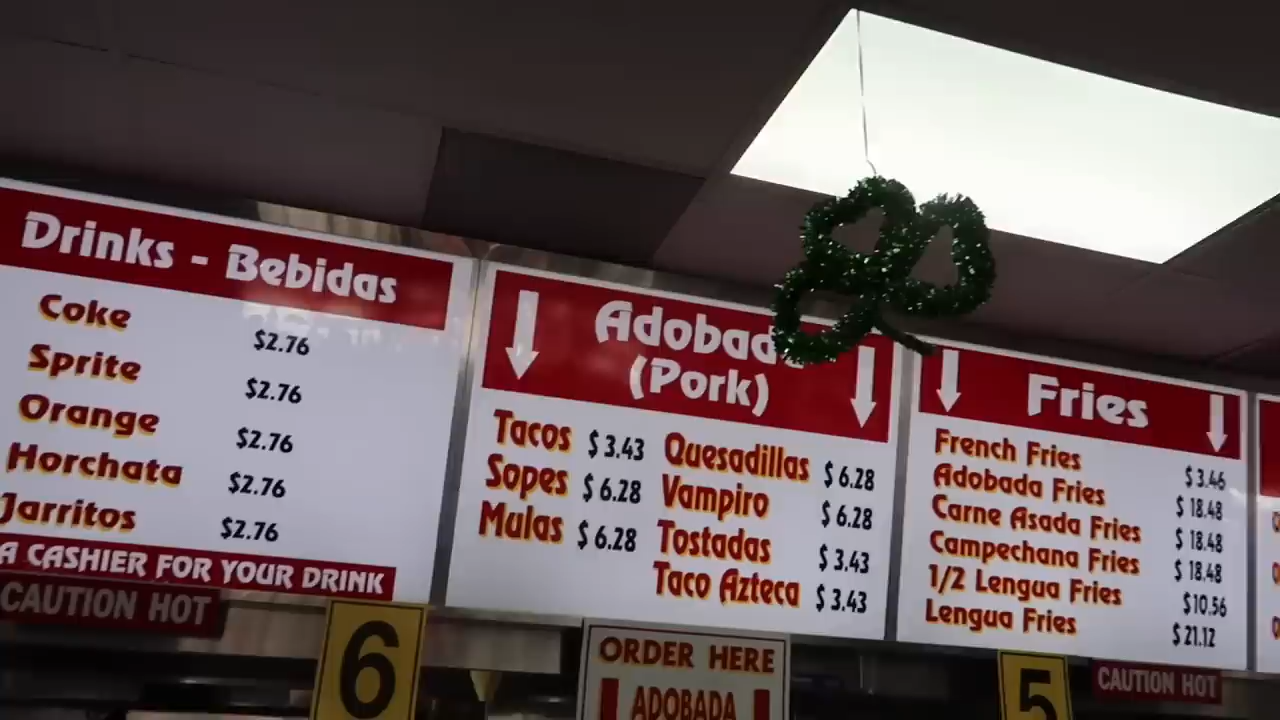 Drinks - Bebidas
Coke $2.76
Sprite $2.76
Orange $2.76
Horchata $2.76
Jarritos $2.76
A CASHIER FOR YOUR DRINK
CAUTION HOT
6
(Pork)
Tacos $3.43 Quesadillas $6.28
Sopes $6.28 Vampiro $6.28
Mulas $6.28 Tostadas $3.43
Taco Azteca $3.43
ORDER HERE
ADOBADA
Fries
French Fries $3.46
Adobada Fries $18.48
Carne Asada Fries $18.48
Campechana Fries $18.48
1/2 Lengua Fries $10.56
Lengua Fries $21.12
5
CAUTION HOT